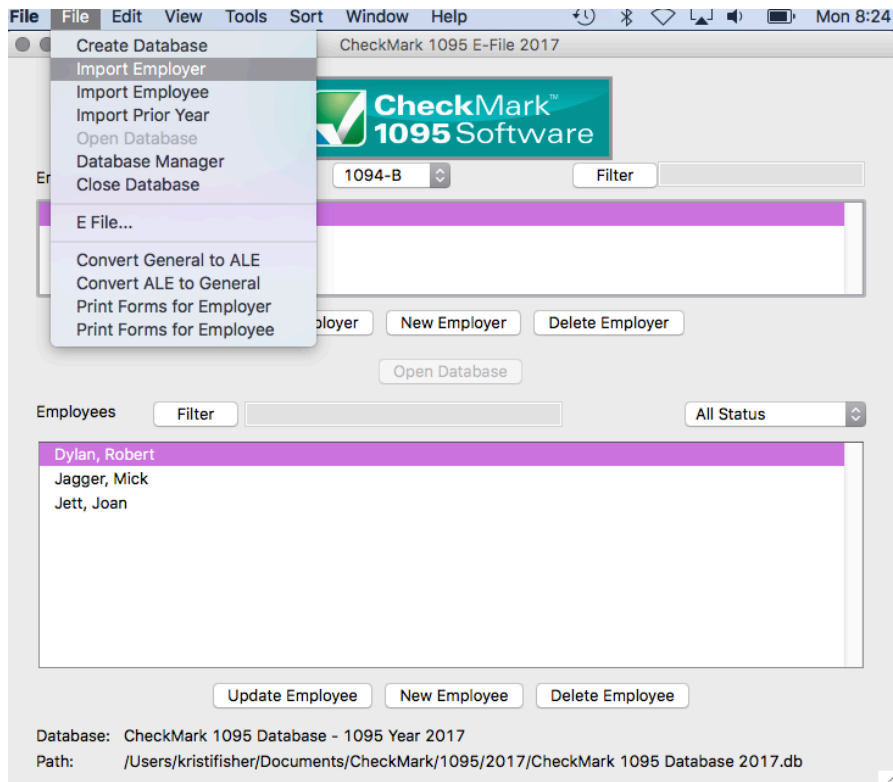 File File Edit View Tools Sort Window Help Mon 8:24
CheckMark 1095 E-File 2017
Create Database
Import Employer
Import Employee
Import Prior Year
Open Database
Database Manager
Close Database
E File...
Convert General to ALE
Convert ALE to General
Print Forms for Employer
Print Forms for Employee
CheckMark™
1095 Software
1094-B Filter
New Employer Delete Employer
Open Database
Employees Filter All Status
Dylan, Robert
Jagger, Mick
Jett, Joan
Update Employee New Employee Delete Employee
Database: CheckMark 1095 Database - 1095 Year 2017
Path: /Users/kristifisher/Documents/CheckMark/1095/2017/CheckMark 1095 Database 2017.db